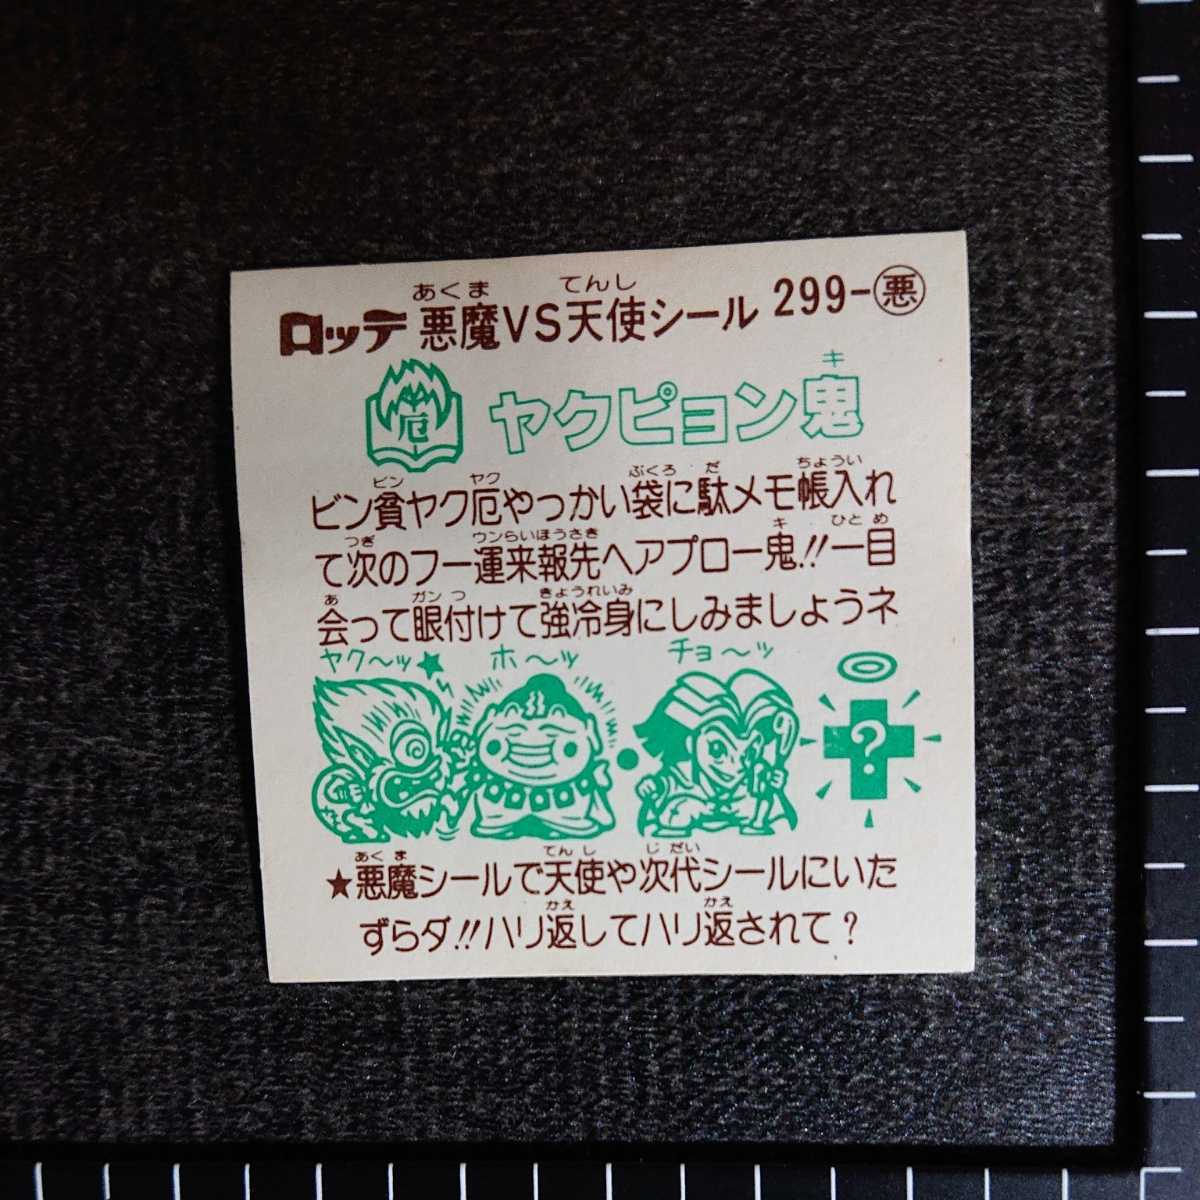 ロッテ 悪魔VS天使シール 299-悪
あくま てんし
厄 ヤクピョン鬼
キ
ビン ヤク ぶくろ だ ちょうい
ビン貧ヤク厄やっかい袋に駄メモ帳入れ
つぎ ウンらいほうさき キ ひとめ
て次のフー運来報先へアプロー鬼!!一目
あ ガンつ きょうれいみ
会って眼付けて強冷身にしみましょうネ
ヤク〜ッ★ ホ〜ッ チョ〜ッ
?
あくま てんし じだい
★悪魔シールで天使や次代シールにいた
かえ かえ
ずらダ!!ハリ返してハリ返されて?